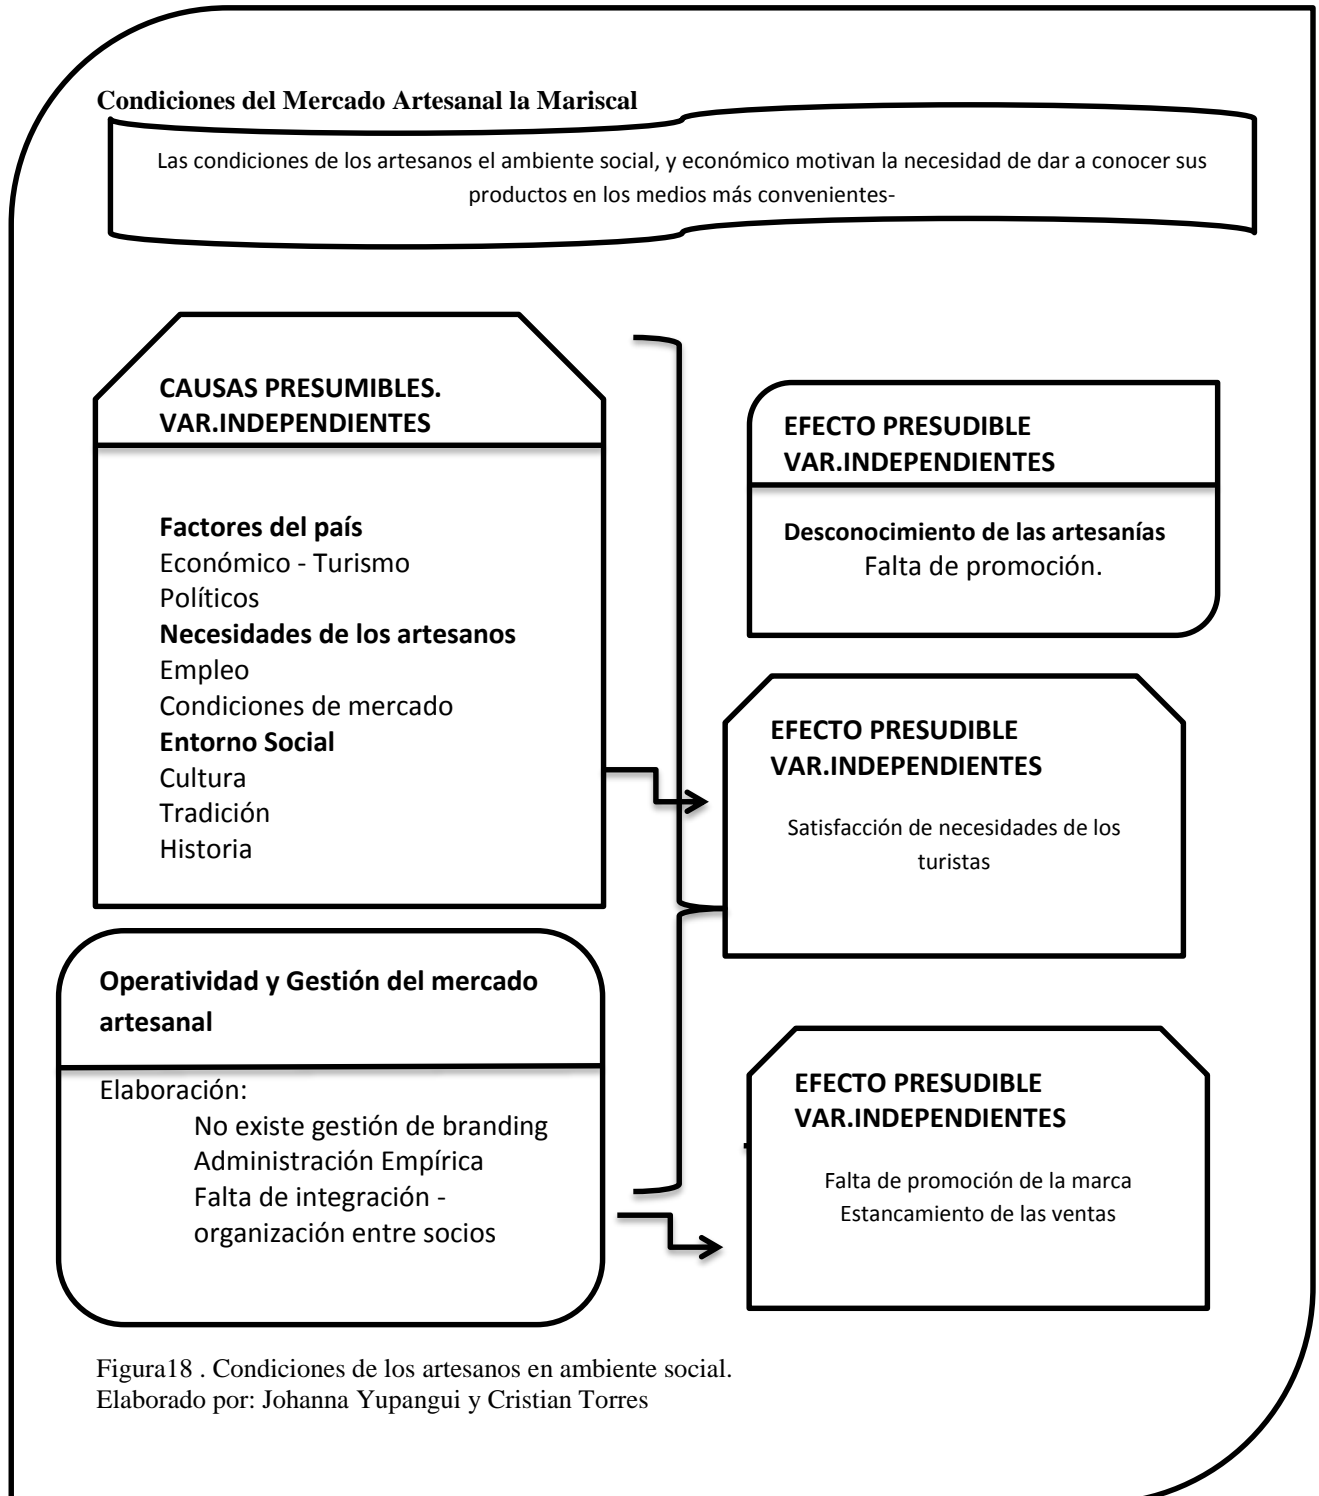 Condiciones del Mercado Artesanal la Mariscal
Las condiciones de los artesanos el ambiente social, y económico motivan la necesidad de dar a conocer sus
productos en los medios más convenientes-
CAUSAS PRESUMIBLES.
VAR.INDEPENDIENTES
Factores del país
Económico - Turismo
Políticos
Necesidades de los artesanos
Empleo
Condiciones de mercado
Entorno Social
Cultura
Tradición
Historia
Operatividad y Gestión del mercado
artesanal
Elaboración:
No existe gestión de branding
Administración Empírica
Falta de integración -
organización entre socios
EFECTO PRESUDIBLE
VAR.INDEPENDIENTES
Desconocimiento de las artesanías
Falta de promoción.
EFECTO PRESUDIBLE
VAR.INDEPENDIENTES
Satisfacción de necesidades de los
turistas
EFECTO PRESUDIBLE
VAR.INDEPENDIENTES
Falta de promoción de la marca
Estancamiento de las ventas
Figura18 . Condiciones de los artesanos en ambiente social.
Elaborado por: Johanna Yupangui y Cristian Torres